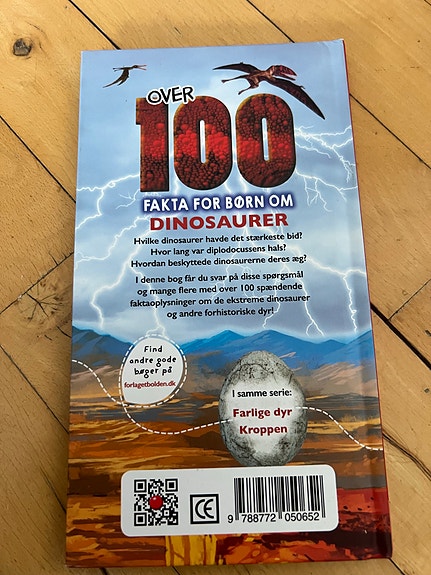 OVER
100
FAKTA FOR BØRN OM
DINOSAURER
Hvilke dinosaurer havde det stærkeste bid?
Hvor lang var diplodocussens hals?
Hvordan beskyttede dinosaurerne deres æg?
I denne bog får du svar på disse spørgsmål
og mange flere med over 100 spændende
faktaoplysninger om de ekstreme dinosaurer
og andre forhistoriske dyr!
Find
andre gode
bøger på
forlagetbolden.dk
I samme serie:
Farlige dyr
Kroppen
CE
9 788772 050652